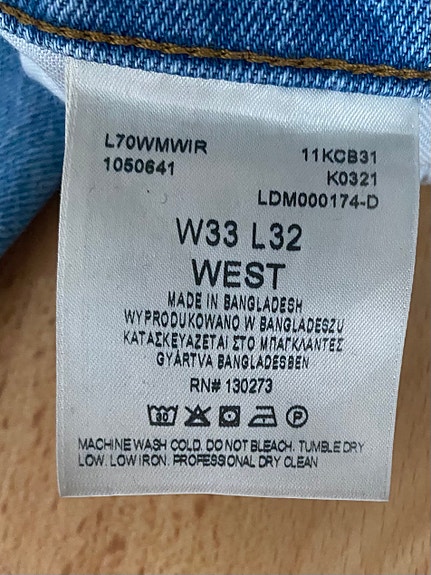 L70WMWIR
1050641
11KCB31
K0321
LDM000174-D
W33 L32
WEST
MADE IN BANGLADESH
WYPRODUKOWANO W BANGLADESZU
ΚΑΤΑΣΚΕΥΑΖΕΤΑΙ ΣΤΟ ΜΠΑΓΚΛΑΝΤΕΣ
GYÁRTVA BANGLADESBEN
RN# 130273
30 P
MACHINE WASH COLD. DO NOT BLEACH. TUMBLE DRY
LOW. LOW IRON. PROFESSIONAL DRY CLEAN